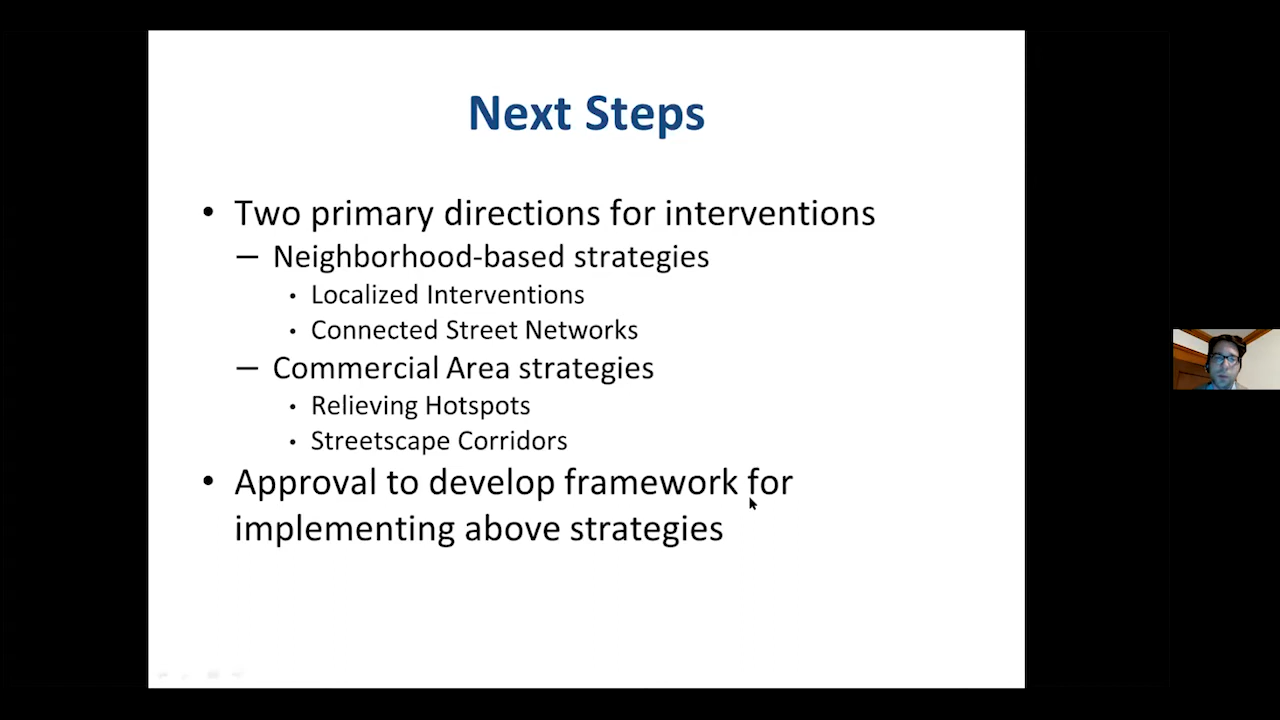 Next Steps
• Two primary directions for interventions
– Neighborhood-based strategies
• Localized Interventions
• Connected Street Networks
– Commercial Area strategies
• Relieving Hotspots
• Streetscape Corridors
• Approval to develop framework for
implementing above strategies